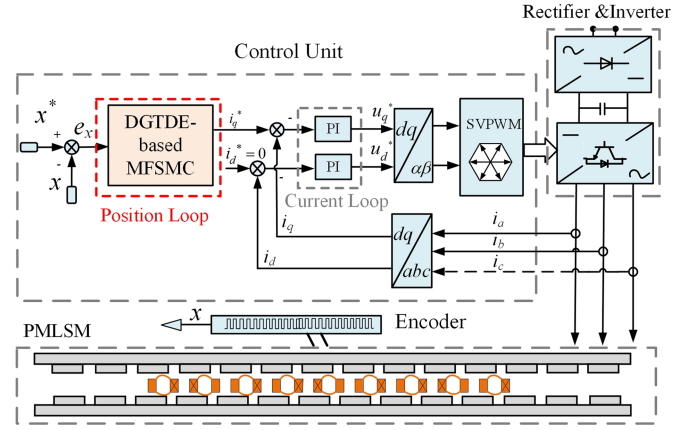 Rectifier &Inverter
Control Unit
x*
+
e_x
-
x
DGTDE-
based
MFSMC
Position Loop
i_q*
-
i_d*=0
-
PI
PI
Current Loop
u_q*
u_d*
dq
αβ
SVPWM
i_q
i_d
dq
abc
i_a
i_b
i_c
x
Encoder
PMLSM